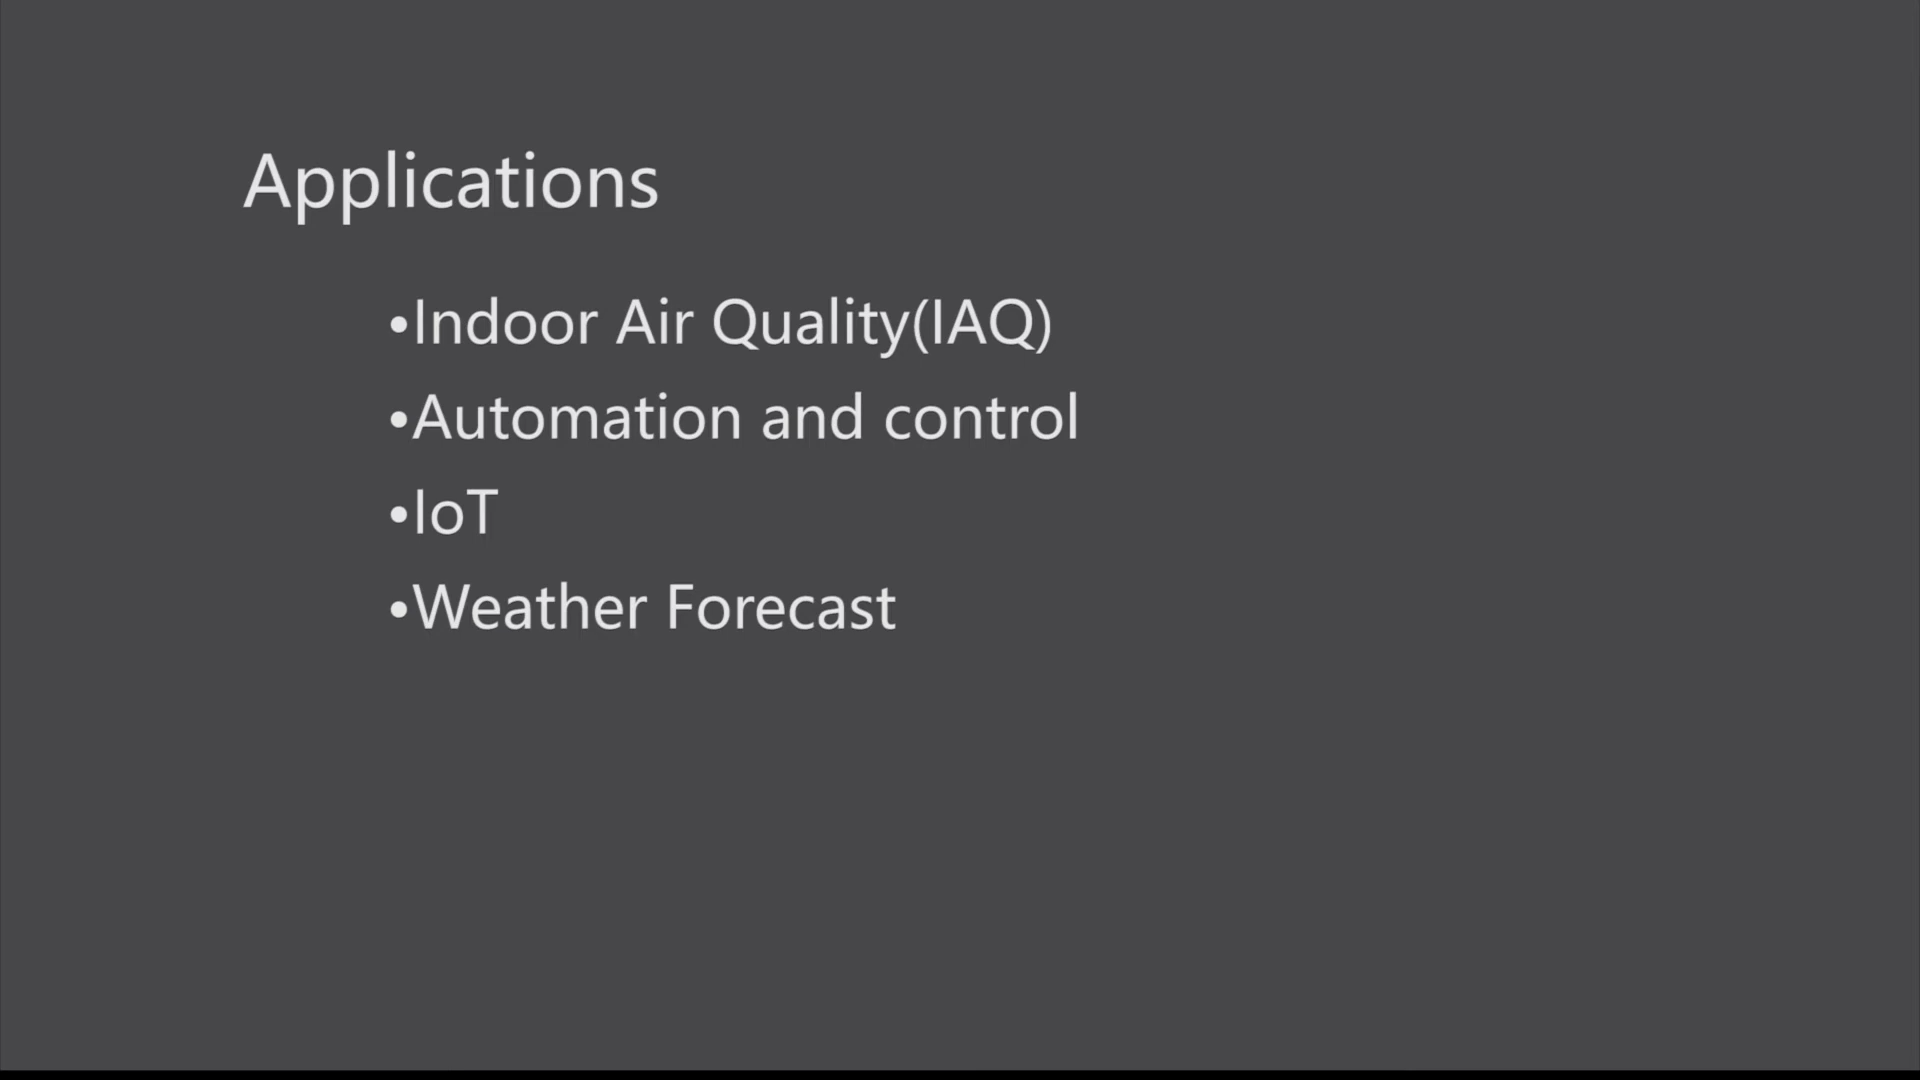 Applications
•Indoor Air Quality(IAQ)
•Automation and control
•IoT
•Weather Forecast